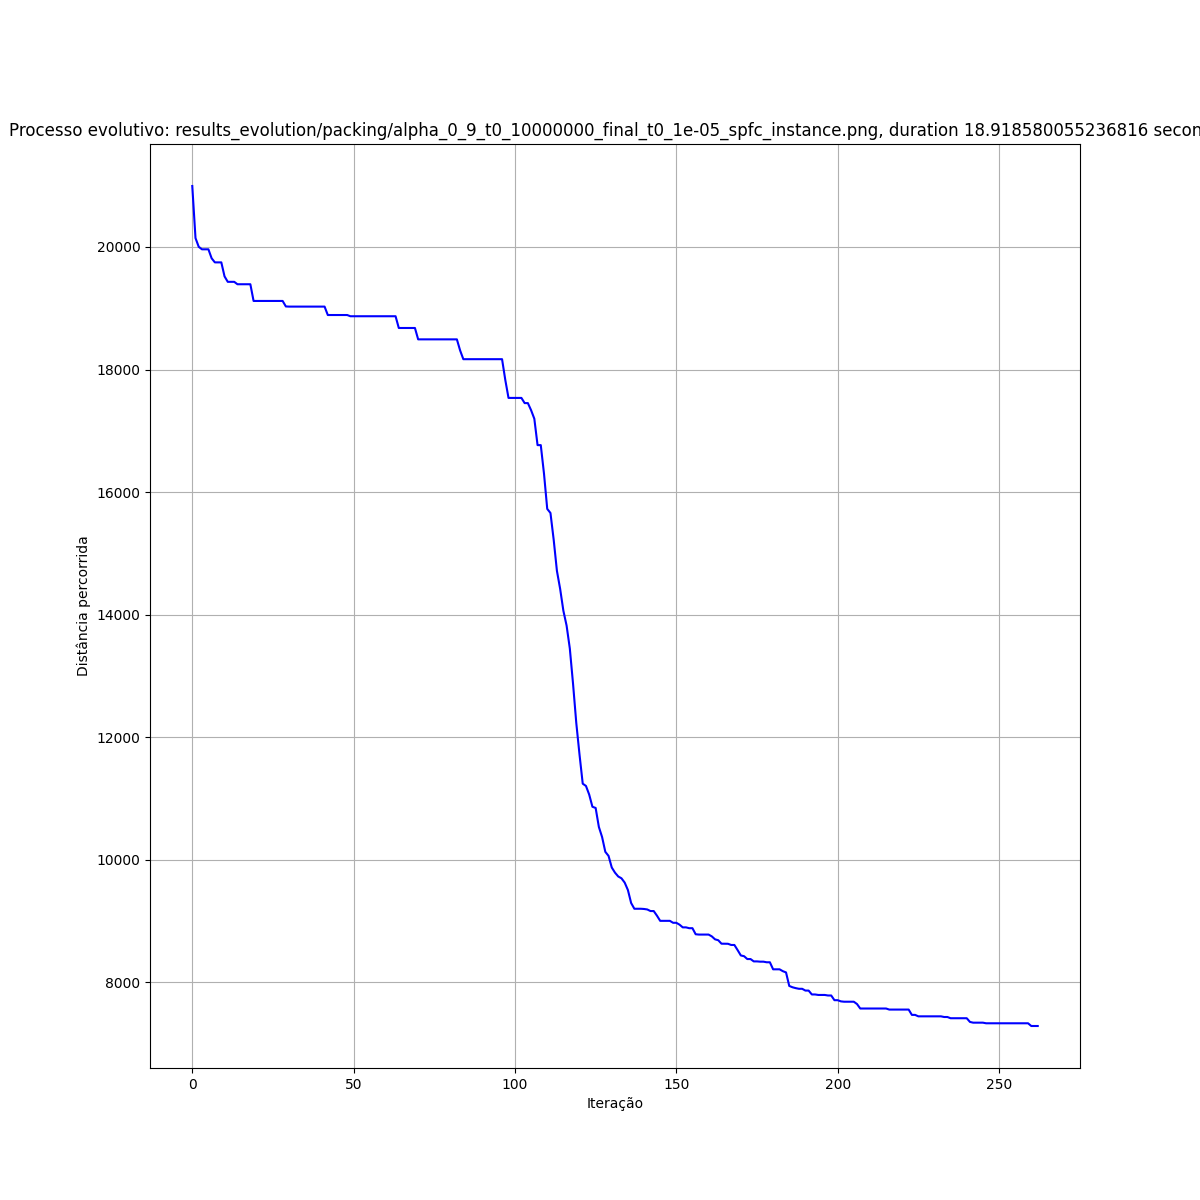 Processo evolutivo: results_evolution/packing/alpha_0_9_t0_10000000_final_t0_1e-05_spfc_instance.png, duration 18.918580055236816 secon
20000
18000
16000
14000
12000
10000
8000
Distância percorrida
0 50 100 150 200 250
Iteração